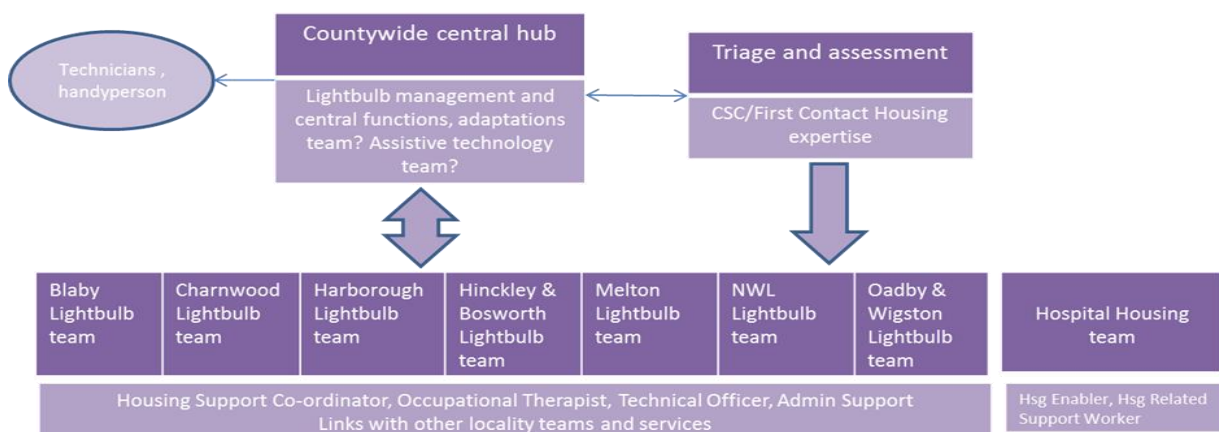 Countywide central hub
Triage and assessment
Technicians ,
handyperson
Lightbulb management and
central functions, adaptations
team? Assistive technology
team?
CSC/First Contact Housing
expertise
Blaby
Lightbulb
team
Charnwood
Lightbulb
team
Harborough
Lightbulb
team
Hinckley &
Bosworth
Lightbulb
team
Melton
Lightbulb
team
NWL
Lightbulb
team
Oadby &
Wigston
Lightbulb
team
Hospital Housing
team
Housing Support Co-ordinator, Occupational Therapist, Technical Officer, Admin Support
Links with other locality teams and services
Hsg Enabler, Hsg Related
Support Worker